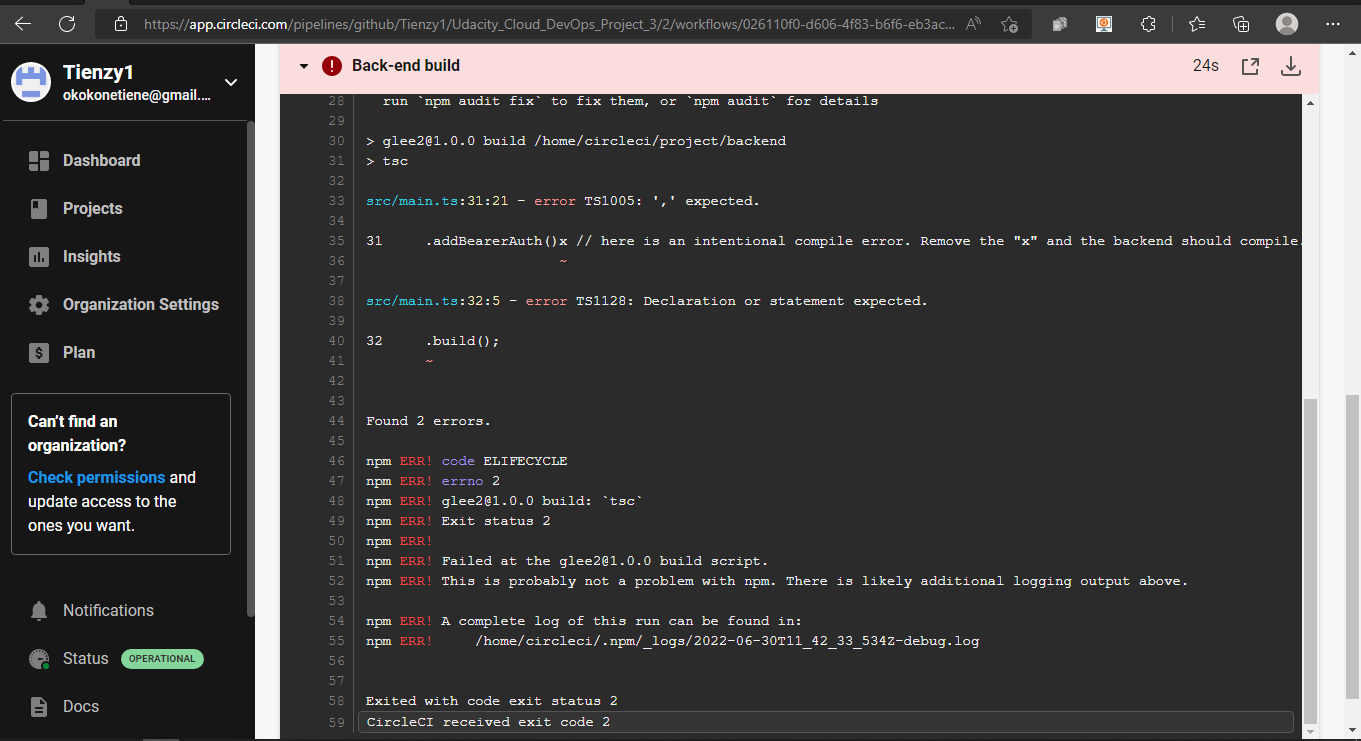 https://app.circleci.com/pipelines/github/Tienzy1/Udacity_Cloud_DevOps_Project_3/2/workflows/026110f0-d606-4f83-b6f6-eb3ac...
Tienzy1
okokonetiene@gmail....
Dashboard
Projects
Insights
Organization Settings
$ Plan
Can't find an
organization?
Check permissions and
update access to the
ones you want.
Notifications
Status OPERATIONAL
Docs
Back-end build 24s
28 run `npm audit fix` to fix them, or `npm audit` for details
29
30 > glee2@1.0.0 build /home/circleci/project/backend
31 > tsc
32
33 src/main.ts:31:21 - error TS1005: ',' expected.
34
35 31 .addBearerAuth()x // here is an intentional compile error. Remove the "x" and the backend should compile.
36 ~
37
38 src/main.ts:32:5 - error TS1128: Declaration or statement expected.
39
40 32 .build();
41 ~
42
43
44 Found 2 errors.
45
46 npm ERR! code ELIFECYCLE
47 npm ERR! errno 2
48 npm ERR! glee2@1.0.0 build: `tsc`
49 npm ERR! Exit status 2
50 npm ERR!
51 npm ERR! Failed at the glee2@1.0.0 build script.
52 npm ERR! This is probably not a problem with npm. There is likely additional logging output above.
53
54 npm ERR! A complete log of this run can be found in:
55 npm ERR! /home/circleci/.npm/_logs/2022-06-30T11_42_33_534Z-debug.log
56
57
58 Exited with code exit status 2
59 CircleCI received exit code 2